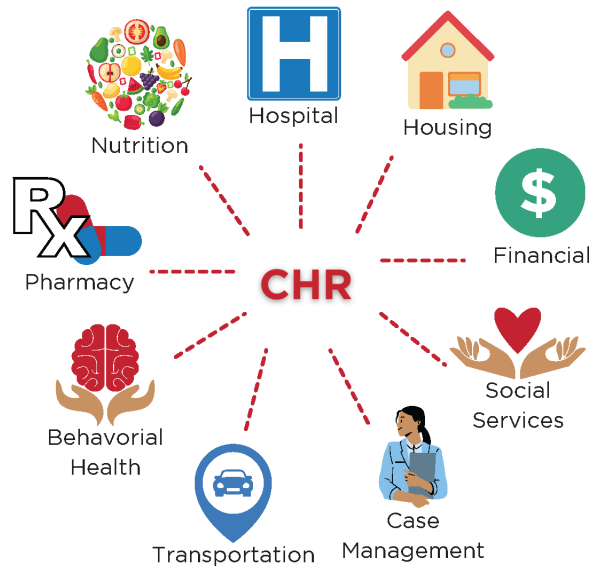 H
Hospital
Housing
Nutrition
$
Financial
Rx
Pharmacy
CHR
Social
Services
Behavorial
Health
Case
Management
Transportation